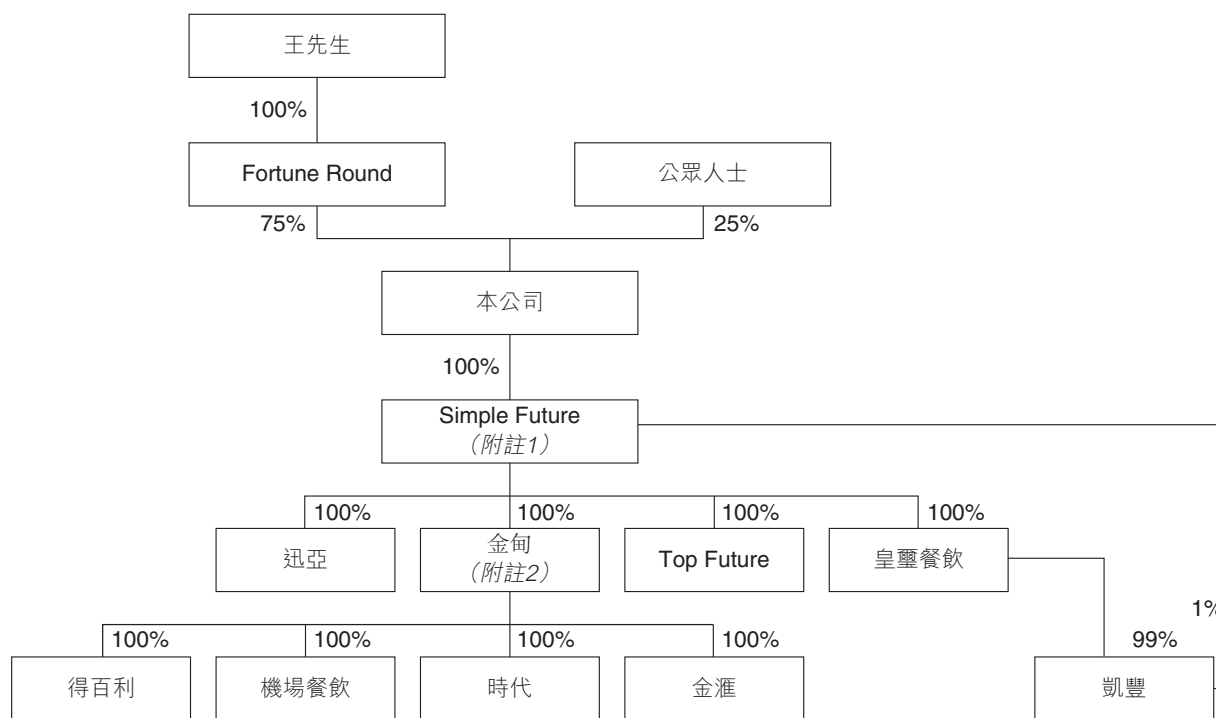 王先生
100%
Fortune Round
公眾人士
75%
25%
本公司
100%
Simple Future
（附註1）
100%
100%
100%
100%
迅亞
金甸
（附註2）
Top Future
皇璽餐飲
1%
100%
100%
100%
100%
99%
得百利
機場餐飲
時代
金滙
凱豐